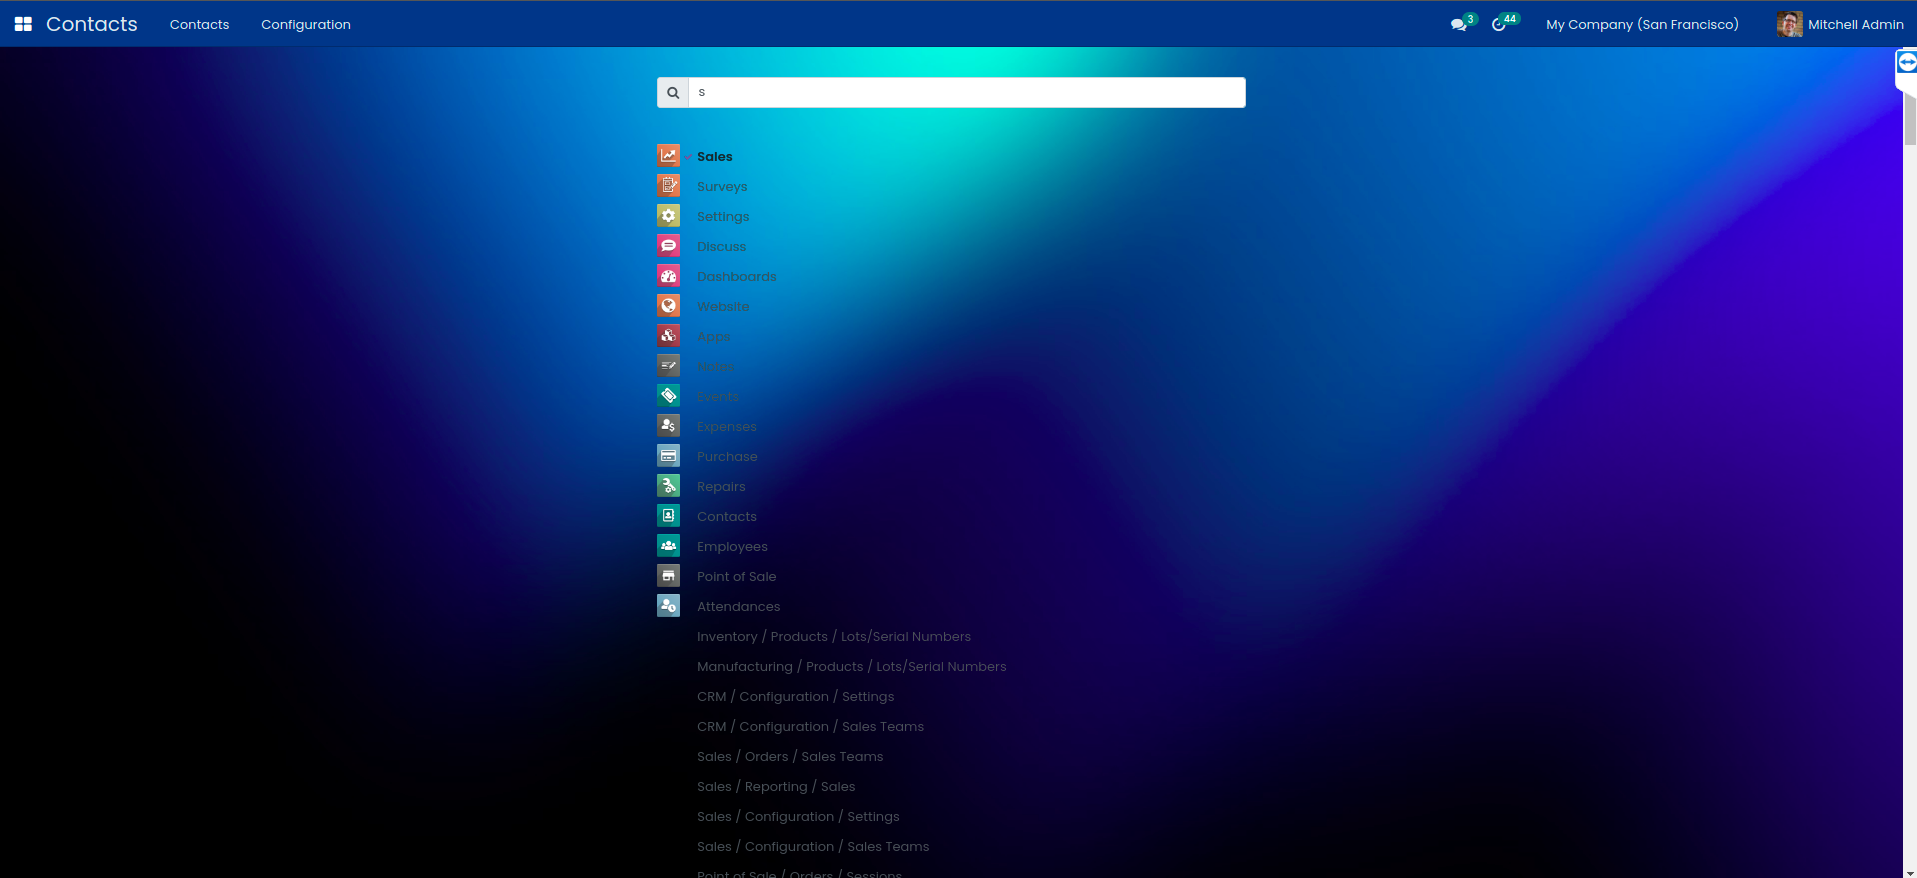 Contacts Contacts Configuration 3 44 My Company (San Francisco) Mitchell Admin
s
Sales
Surveys
Settings
Discuss
Dashboards
Website
Apps
Notes
Events
Expenses
Purchase
Repairs
Contacts
Employees
Point of Sale
Attendances
Inventory / Products / Lots/Serial Numbers
Manufacturing / Products / Lots/Serial Numbers
CRM / Configuration / Settings
CRM / Configuration / Sales Teams
Sales / Orders / Sales Teams
Sales / Reporting / Sales
Sales / Configuration / Settings
Sales / Configuration / Sales Teams
Point of Sale / Orders / Sessions